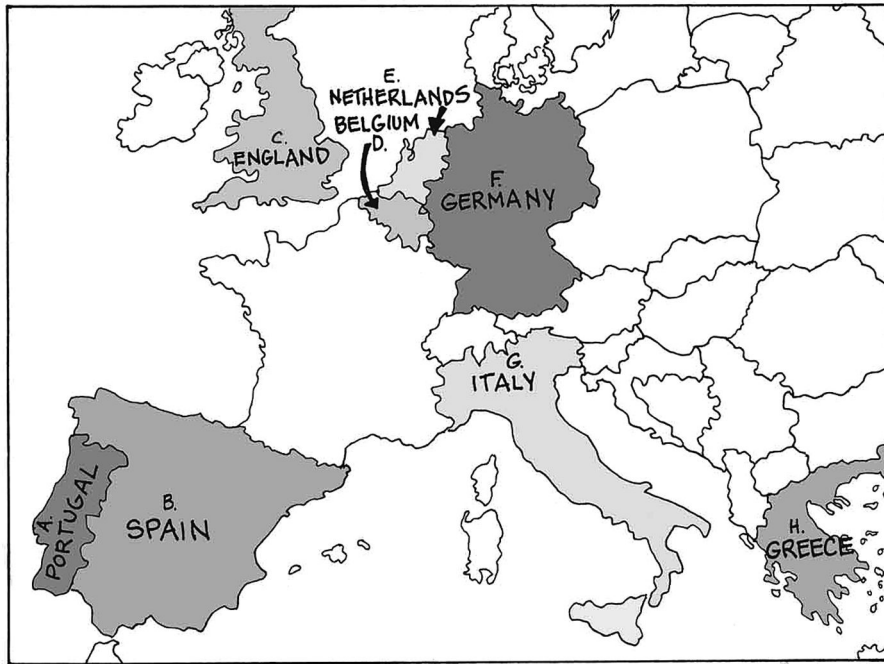 E.
NETHERLANDS
BELGIUM
D.
C.
ENGLAND
F.
GERMANY
G.
ITALY
A.
PORTUGAL
B.
SPAIN
H.
GREECE